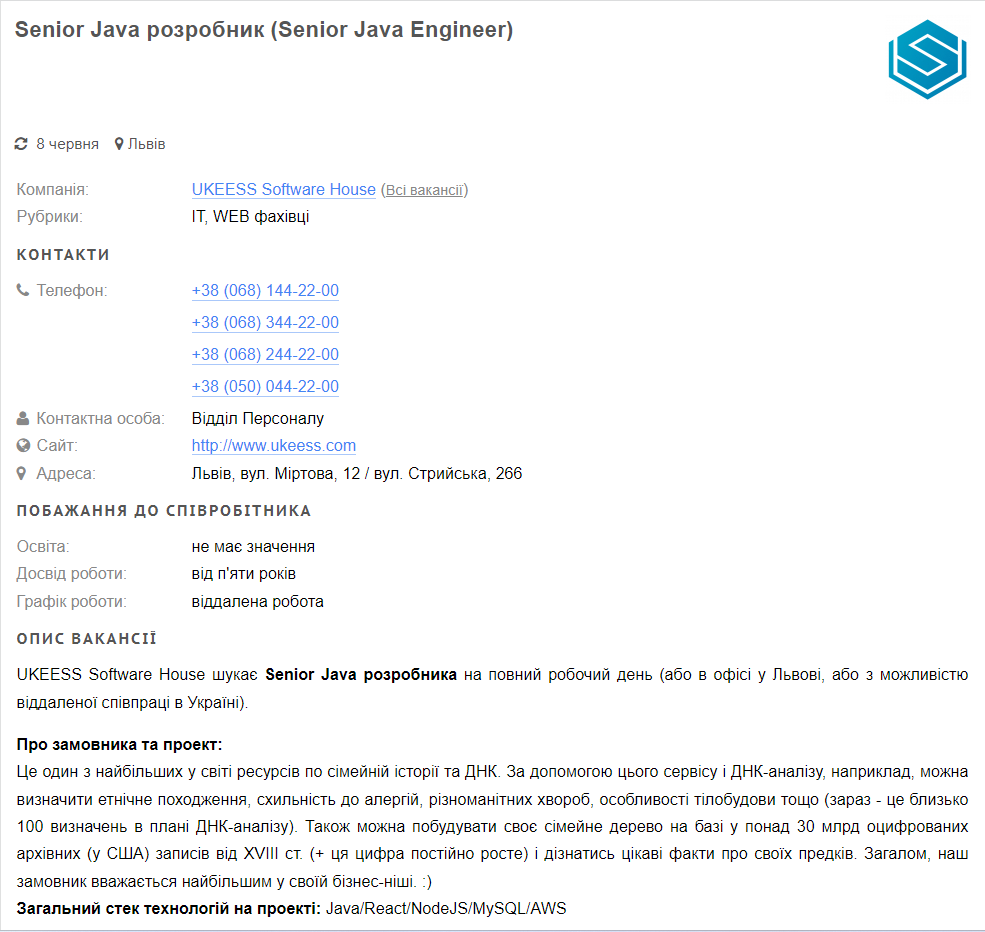 Senior Java розробник (Senior Java Engineer)
8 червня Львів
Компанія: UKEESS Software House (Всі вакансії)
Рубрики: IT, WEB фахівці
КОНТАКТИ
Телефон: +38 (068) 144-22-00
+38 (068) 344-22-00
+38 (068) 244-22-00
+38 (050) 044-22-00
Контактна особа: Відділ Персоналу
Сайт: http://www.ukeess.com
Адреса: Львів, вул. Міртова, 12 / вул. Стрийська, 266
ПОБАЖАННЯ ДО СПІВРОБІТНИКА
Освіта: не має значення
Досвід роботи: від п'яти років
Графік роботи: віддалена робота
ОПИС ВАКАНСІЇ
UKEESS Software House шукає Senior Java розробника на повний робочий день (або в офісі у Львові, або з можливістю
віддаленої співпраці в Україні).
Про замовника та проект:
Це один з найбільших у світі ресурсів по сімейній історії та ДНК. За допомогою цього сервісу і ДНК-аналізу, наприклад, можна
визначити етнічне походження, схильність до алергій, різноманітних хвороб, особливості тілобудови тощо (зараз - це близько
100 визначень в плані ДНК-аналізу). Також можна побудувати своє сімейне дерево на базі у понад 30 млрд оцифрованих
архівних (у США) записів від XVIII ст. (+ ця цифра постійно росте) і дізнатись цікаві факти про своїх предків. Загалом, наш
замовник вважається найбільшим у своїй бізнес-ніші. :)
Загальний стек технологій на проекті: Java/React/NodeJS/MySQL/AWS